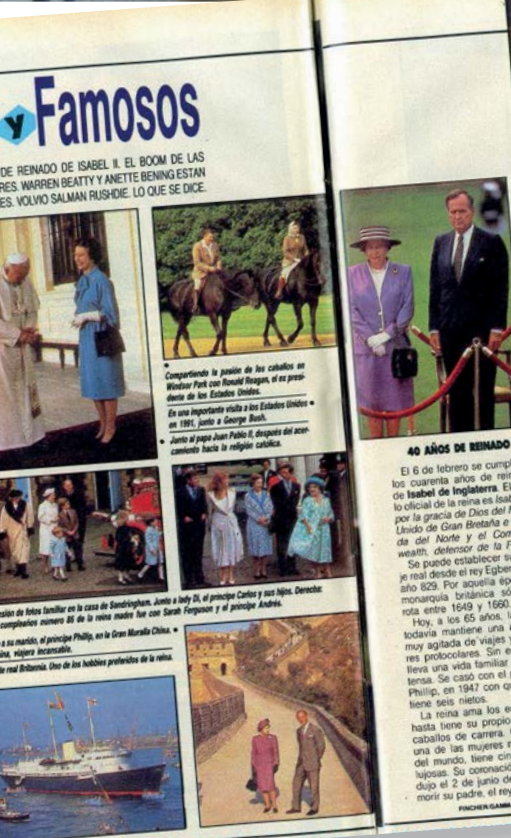 y Famosos
DE REINADO DE ISABEL II. EL BOOM DE LAS
RES. WARREN BEATTY Y ANETTE BENING ESTAN
ES. VOLVIO SALMAN RUSHDIE. LO QUE SE DICE.
Compartiendo la pasión de los caballos en
Windsor Park con Ronald Reagan, el ex presi-
dente de los Estados Unidos.
En una importante visita a los Estados Unidos
en 1991, junto a George Bush.
Junto al papa Juan Pablo II, después del acer-
camiento hacia la religión católica.
esión de fotos familiar en la casa de Sandringham. Junto a lady Di, el príncipe Carlos y sus hijos. Derecha:
cumpleaños número 86 de la reina madre fue con Sarah Ferguson y el príncipe Andrés.
a su marido, el príncipe Phillip, en la Gran Muralla China.
ina, viajera incansable.
te real Britannia. Uno de los hobbies preferidos de la reina.
40 AÑOS DE REINADO
El 6 de febrero se cumpl
los cuarenta años de rein
de Isabel de Inglaterra. El
lo oficial de la reina es Isab
por la gracia de Dios del R
Unido de Gran Bretaña e
da del Norte y el Com
wealth, defensor de la F
Se puede establecer
je real desde el rey Egber
año 829. Por aquella épo
monarquía británica só
rota entre 1649 y 1660.
Hoy, a los 65 años, la
todavía mantiene una
muy agitada de viajes y
res protocolares. Sin e
lleva una vida familiar
tensa. Se casó con el
Phillip, en 1947 con qu
tiene seis nietos.
La reina ama los e
hasta tiene su propio
caballos de carrera.
una de las mujeres m
del mundo, tiene cin
lujosas. Su coronació
dujo el 2 de junio de
morir su padre, el rey
FINCHER/GAMMA